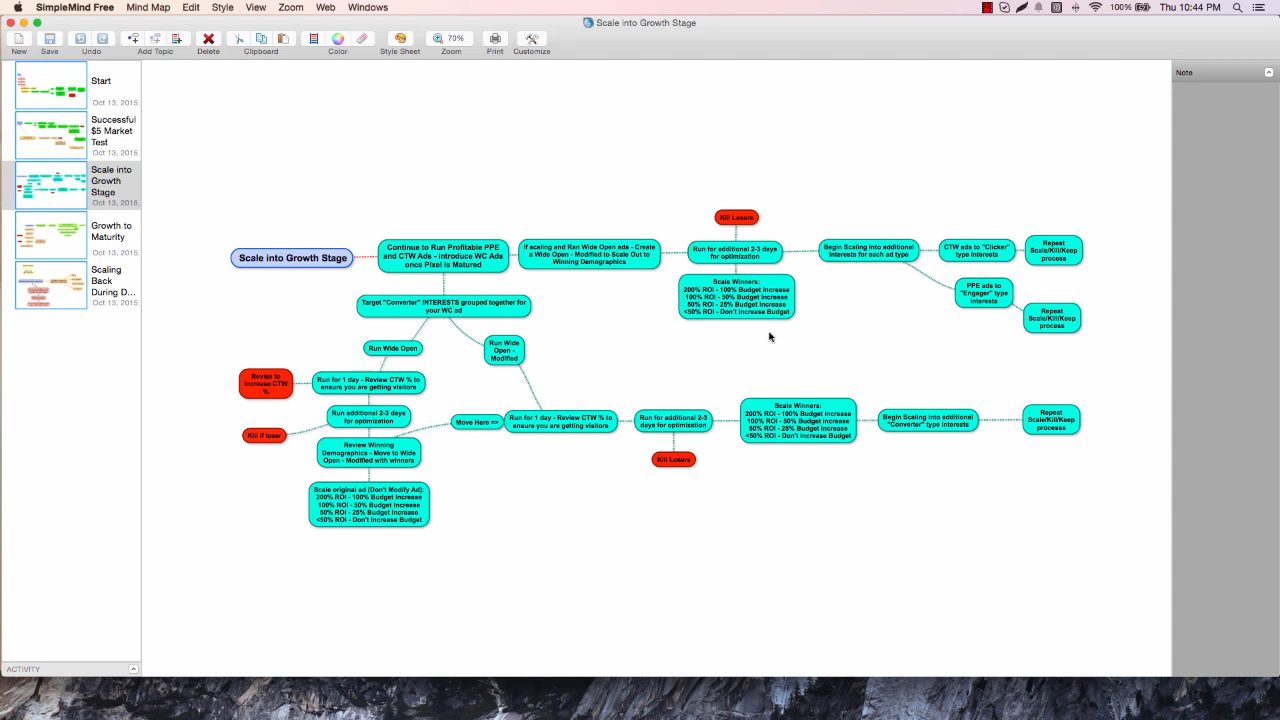 SimpleMind Free Mind Map Edit Style View Zoom Web Windows 100% Thu 10:44 PM
Scale into Growth Stage
70%
New Save Undo Add Topic Delete Clipboard Color Style Sheet Zoom Print Customize
Start
Oct 13, 2015
Successful
$5 Market
Test
Oct 13, 2015
Scale into
Growth
Stage
Oct 13, 2015
Growth to
Maturity
Oct 13, 2015
Scaling
Back
During D...
Oct 13, 2015
ACTIVITY
Note
Scale into Growth Stage
Continue to Run Profitable PPE
and CTW Ads - Introduce WC Ads
once Pixel is Matured
If scaling and Ran Wide Open ads - Create
a Wide Open - Modified to Scale Out to
Winning Demographics
Kill Losers
Run for additional 2-3 days
for optimization
Scale Winners:
200% ROI - 100% Budget Increase
100% ROI - 50% Budget Increase
50% ROI - 25% Budget Increase
<50% ROI - Don't Increase Budget
Begin Scaling into additional
Interests for each ad type
CTW ads to "Clicker"
type Interests
Repeat
Scale/Kill/Keep
process
PPE ads to
"Engager" type
interests
Repeat
Scale/Kill/Keep
process
Target "Converter" INTERESTS grouped together for
your WC ad
Run Wide Open
Run Wide
Open -
Modified
Revise to
Increase CTW
%
Run for 1 day - Review CTW % to
ensure you are getting visitors
Run additional 2-3 days
for optimization
Kill if loser
Review Winning
Demographics - Move to Wide
Open - Modified with winners
Scale original ad (Don't Modify Ad):
200% ROI - 100% Budget Increase
100% ROI - 50% Budget Increase
50% ROI - 25% Budget Increase
<50% ROI - Don't Increase Budget
Move Here =>
Run for 1 day - Review CTW % to
ensure you are getting visitors
Run for additional 2-3
days for optimization
Kill Losers
Scale Winners:
200% ROI - 100% Budget Increase
100% ROI - 50% Budget Increase
50% ROI - 25% Budget Increase
<50% ROI - Don't Increase Budget
Begin Scaling into additional
"Converter" type Interests
Repeat
Scale/Kill/Keep
processs